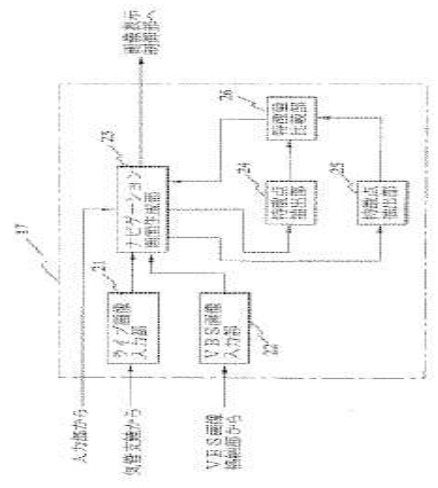 17
画像表示
制御部へ
23
ナビゲーション
画面生成部
26
特徴量
比較部
24
特徴点
抽出部
25
特徴点
抽出部
21
ライブ画像
入力部
VBS画像
入力部
22
入力部から
気管支鏡から
VBS画像
格納部から